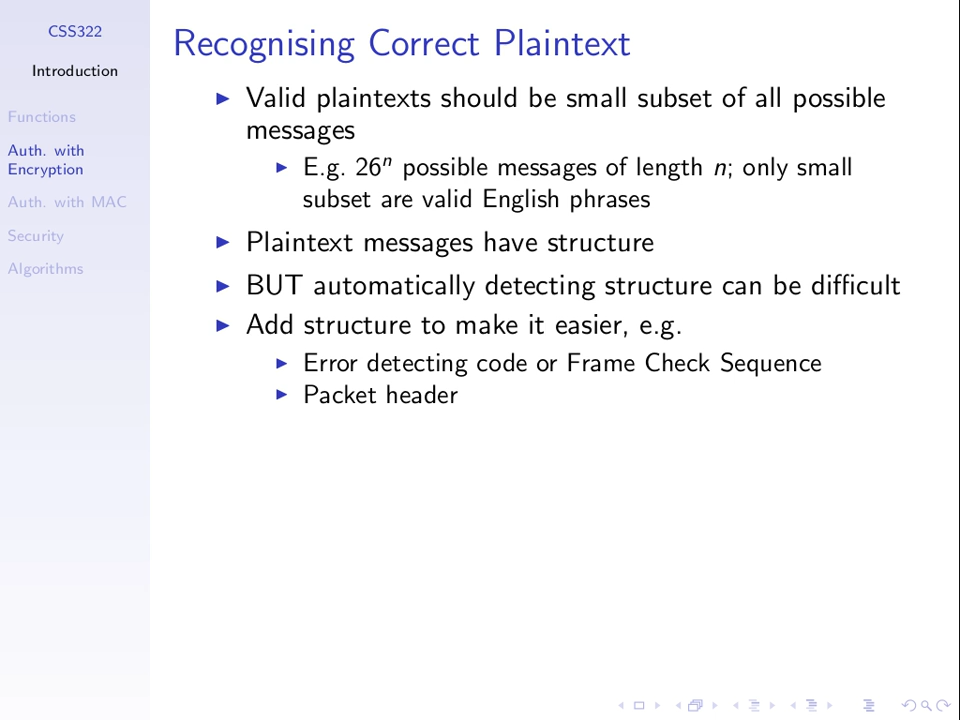 CSS322
Introduction
Functions
Auth. with
Encryption
Auth. with MAC
Security
Algorithms
Recognising Correct Plaintext
Valid plaintexts should be small subset of all possible
messages
E.g. 26ⁿ possible messages of length n; only small
subset are valid English phrases
Plaintext messages have structure
BUT automatically detecting structure can be difficult
Add structure to make it easier, e.g.
Error detecting code or Frame Check Sequence
Packet header